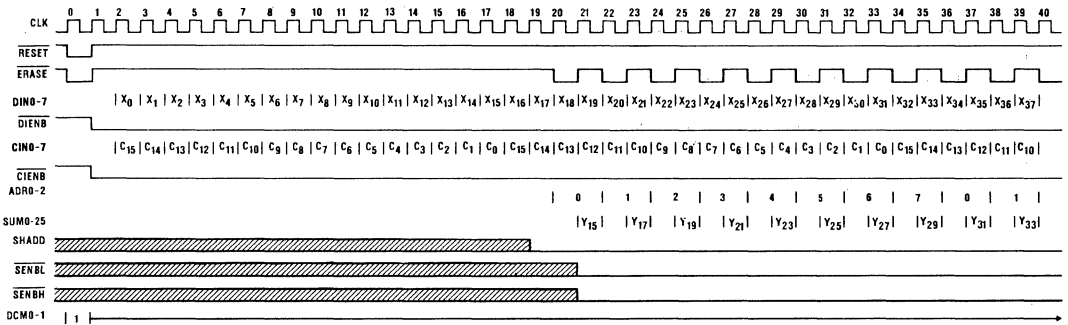 0 1 2 3 4 5 6 7 8 9 10 11 12 13 14 15 16 17 18 19 20 21 22 23 24 25 26 27 28 29 30 31 32 33 34 35 36 37 38 39 40
CLK
RESET
ERASE
DIN0-7 | X0 | X1 | X2 | X3 | X4 | X5 | X6 | X7 | X8 | X9 | X10 | X11 | X12 | X13 | X14 | X15 | X16 | X17 | X18 | X19 | X20 | X21 | X22 | X23 | X24 | X25 | X26 | X27 | X28 | X29 | X30 | X31 | X32 | X33 | X34 | X35 | X36 | X37 |
DIENB
CIN0-7 | C15 | C14 | C13 | C12 | C11 | C10 | C9 | C8 | C7 | C6 | C5 | C4 | C3 | C2 | C1 | C0 | C15 | C14 | C13 | C12 | C11 | C10 | C9 | C8 | C7 | C6 | C5 | C4 | C3 | C2 | C1 | C0 | C15 | C14 | C13 | C12 | C11 | C10 |
CIENB
ADR0-2 | 0 | 1 | 2 | 3 | 4 | 5 | 6 | 7 | 0 | 1 |
SUM0-25 | Y15 | | Y17 | | Y19 | | Y21 | | Y23 | | Y25 | | Y27 | | Y29 | | Y31 | | Y33 |
SHADD
SENBL
SENBH
DCM0-1 | 1 |